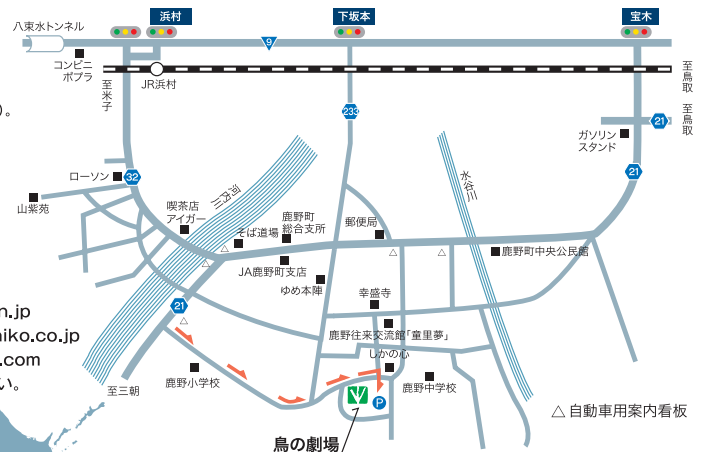 浜村
下坂本
宝木
八束水トンネル
9
コンビニ
ポプラ
JR浜村
至米子
至鳥取
至鳥取
)。
233
21
ガソリン
スタンド
21
ローソン
32
山紫苑
喫茶店
アイガー
河内川
水谷川
そば道場
鹿野町
総合支所
郵便局
JA鹿野町支店
鹿野町中央公民館
ゆめ本陣
幸盛寺
21
n.jp
niko.co.jp
.com
い。
鹿野往来交流館「童里夢」
しかの心
至三朝
鹿野小学校
鹿野中学校
P
△自動車用案内看板
鳥の劇場